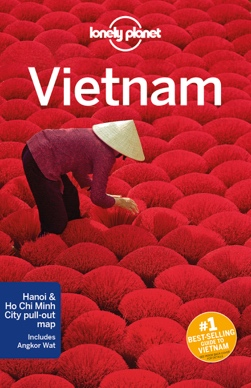 lonely planet
Vietnam
Hanoi &
Ho Chi Minh
City pull-out
map
Includes
Angkor Wat
#1
BEST-SELLING
GUIDE TO
VIETNAM